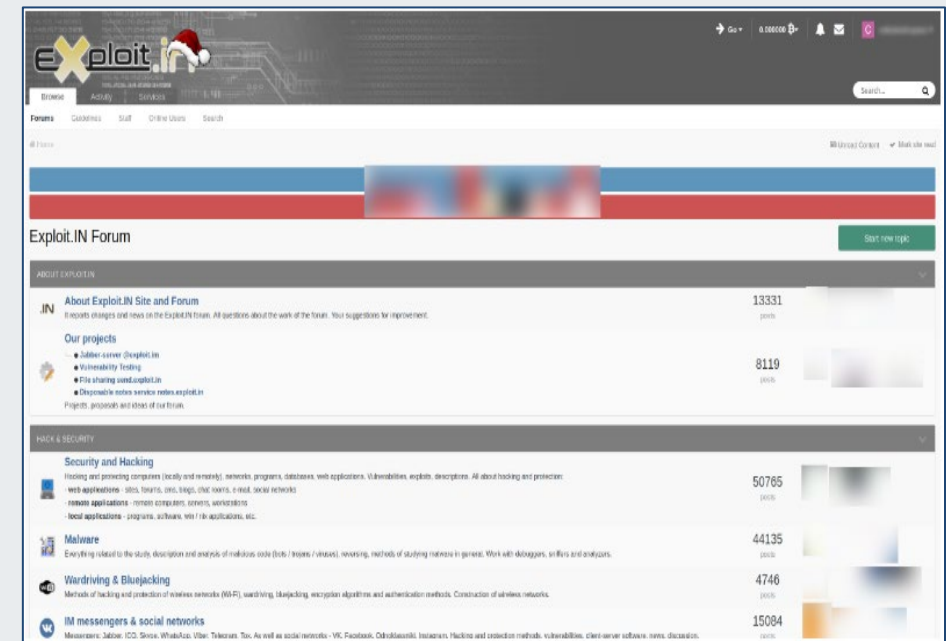 exploit.in
Go 0.000000 C
Browse Activity Services
Search...
Forums Guidelines Staff Online Users Search
Home
Unread Content Mark site read
Exploit.IN Forum
Start new topic
ABOUT EXPLOIT.IN
.IN
About Exploit.IN Site and Forum
It reports changes and news on the Exploit.IN forum. All questions about the work of the forum. Your suggestions for improvement.
13331
posts
Our projects
Jabber-server @exploit.im
Vulnerability Testing
File sharing send.exploit.in
Disposable notes service notes.exploit.in
Projects, proposals and ideas of our forum.
8119
posts
HACK & SECURITY
Security and Hacking
Hacking and protecting computers (locally and remotely), networks, programs, databases, web applications. Vulnerabilities, exploits, descriptions. All about hacking and protection:
- web applications - sites, forums, cms, blogs, chat rooms, e-mail, social networks
- remote applications - remote computers, servers, workstations
- local applications - programs, software, win / nix applications, etc.
50765
posts
Malware
Everything related to the study, description and analysis of malicious code (bots / trojans / viruses), reversing, methods of studying malware in general. Work with debuggers, sniffers and analyzers.
44135
posts
Wardriving & Bluejacking
Methods of hacking and protection of wireless networks (Wi-Fi), wardriving, bluejacking, encryption algorithms and authentication methods. Construction of wireless networks.
4746
posts
IM messengers & social networks
Messengers: Jabber, ICQ, Skype, WhatsApp, Viber, Telegram, Tox. As well as social networks - VK, Facebook, Odnoklassniki, Instagram. Hacking and protection methods, vulnerabilities, client-server software, news, discussion.
15084
posts